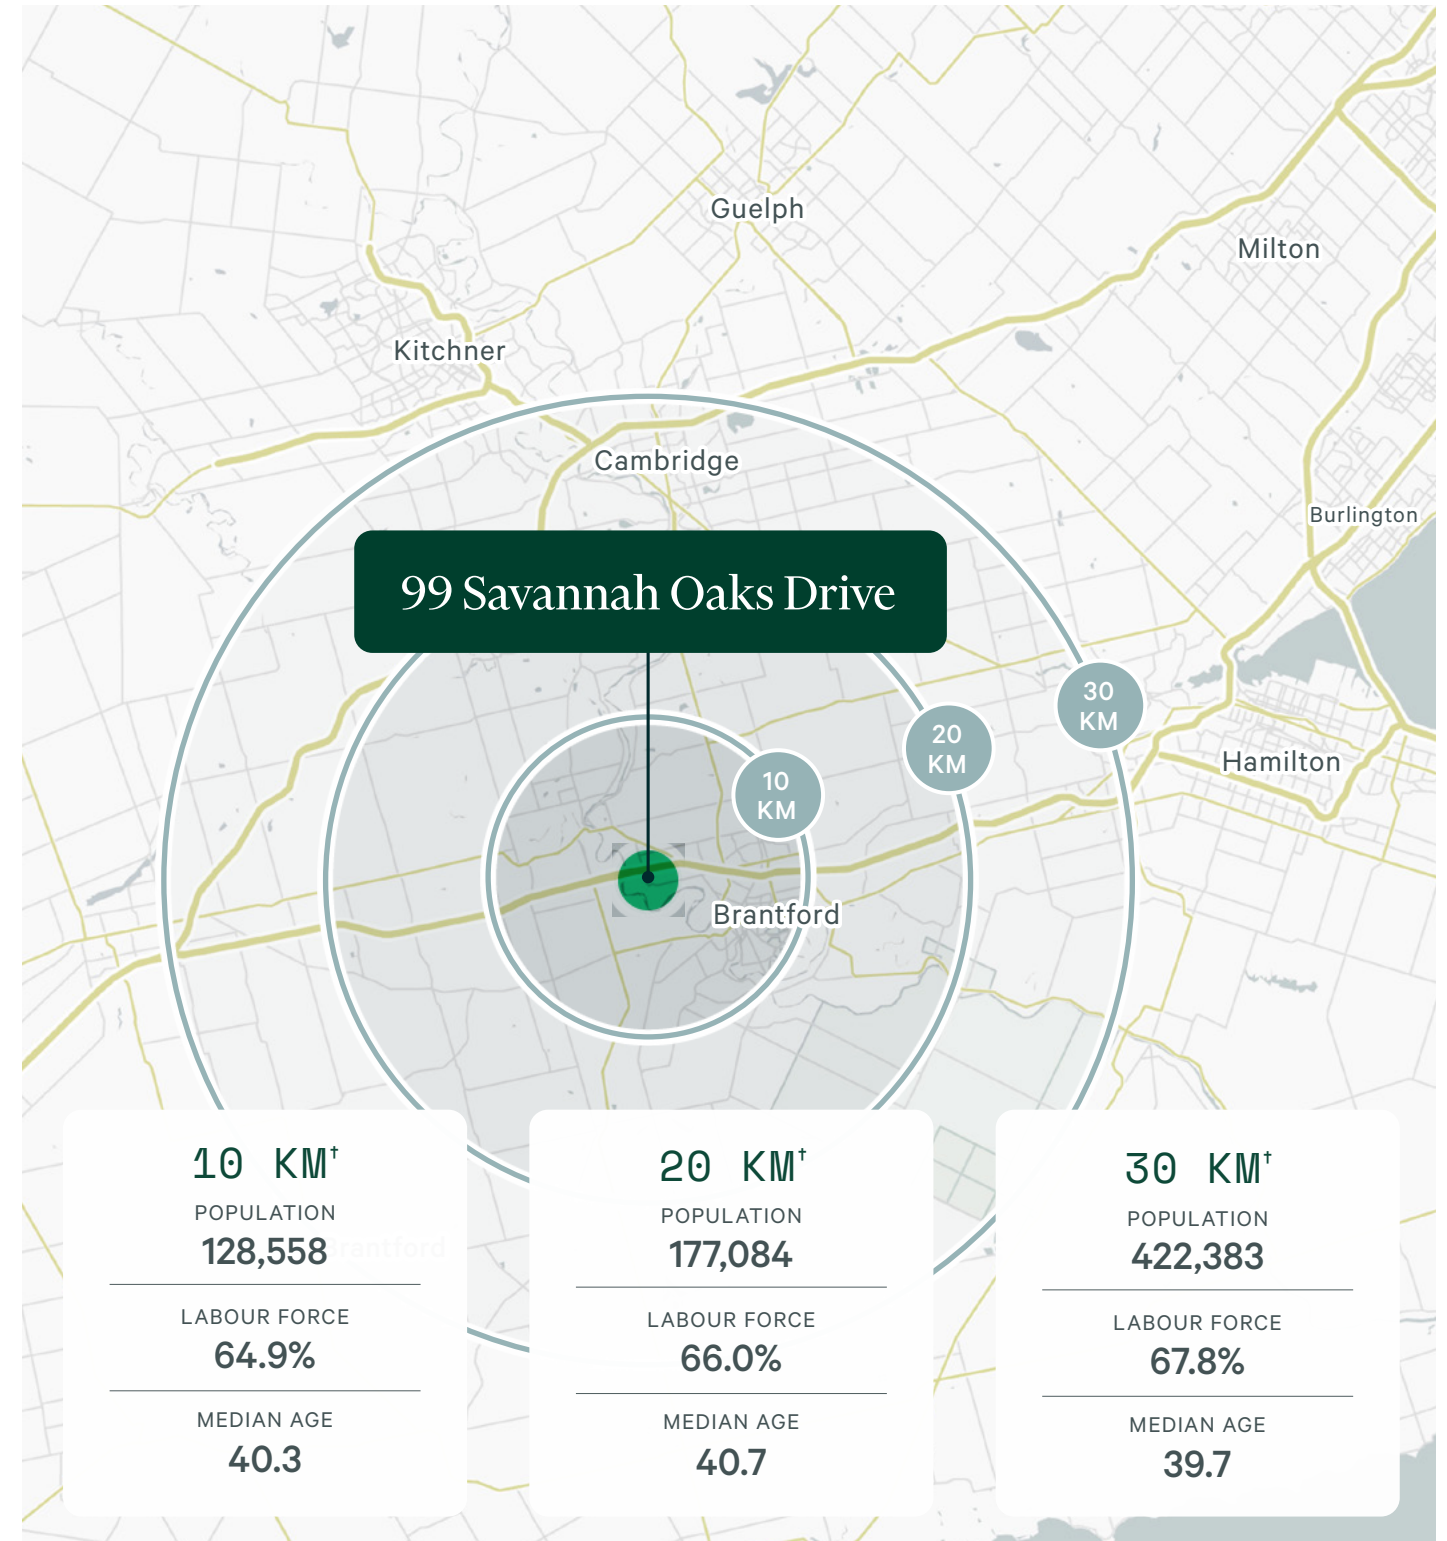 Guelph
Milton
Kitchner
Cambridge
Burlington
99 Savannah Oaks Drive
30
KM
20
KM
Hamilton
10
KM
Brantford
10 KM†
POPULATION
128,558
LABOUR FORCE
64.9%
MEDIAN AGE
40.3
20 KM†
POPULATION
177,084
LABOUR FORCE
66.0%
MEDIAN AGE
40.7
30 KM†
POPULATION
422,383
LABOUR FORCE
67.8%
MEDIAN AGE
39.7
Brantford